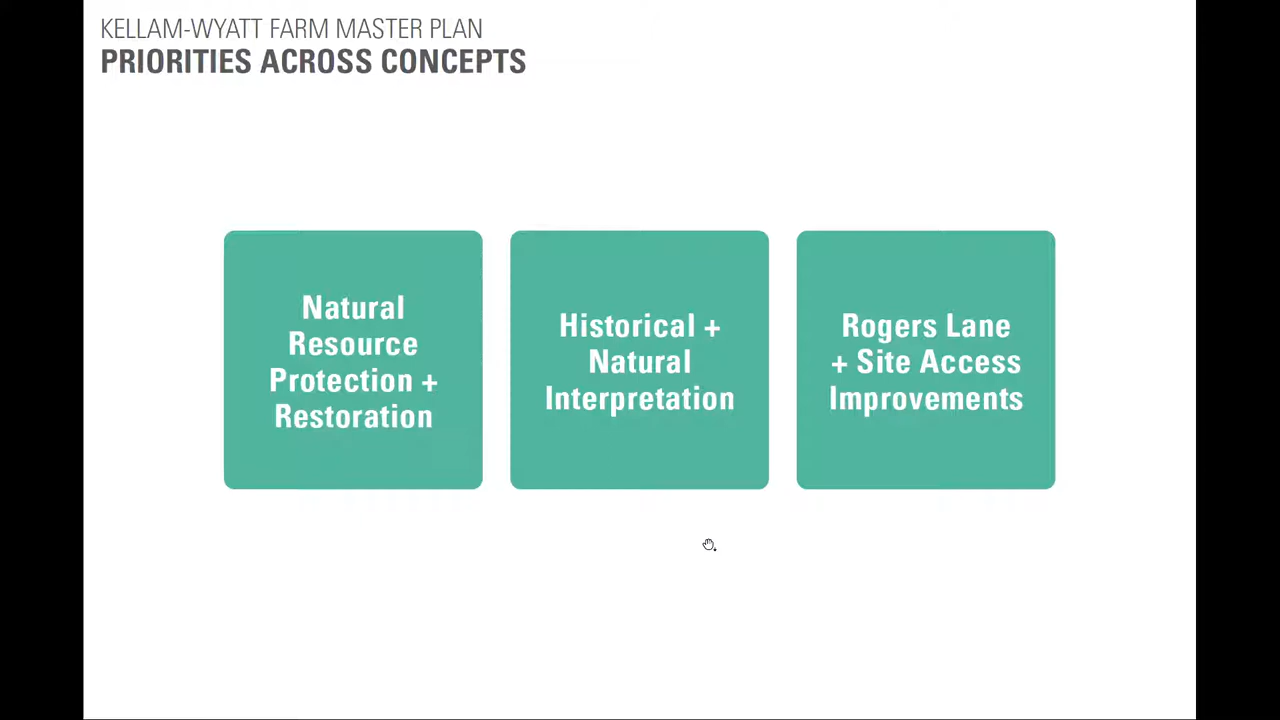 KELLAM-WYATT FARM MASTER PLAN
PRIORITIES ACROSS CONCEPTS
Natural
Resource
Protection +
Restoration
Historical +
Natural
Interpretation
Rogers Lane
+ Site Access
Improvements